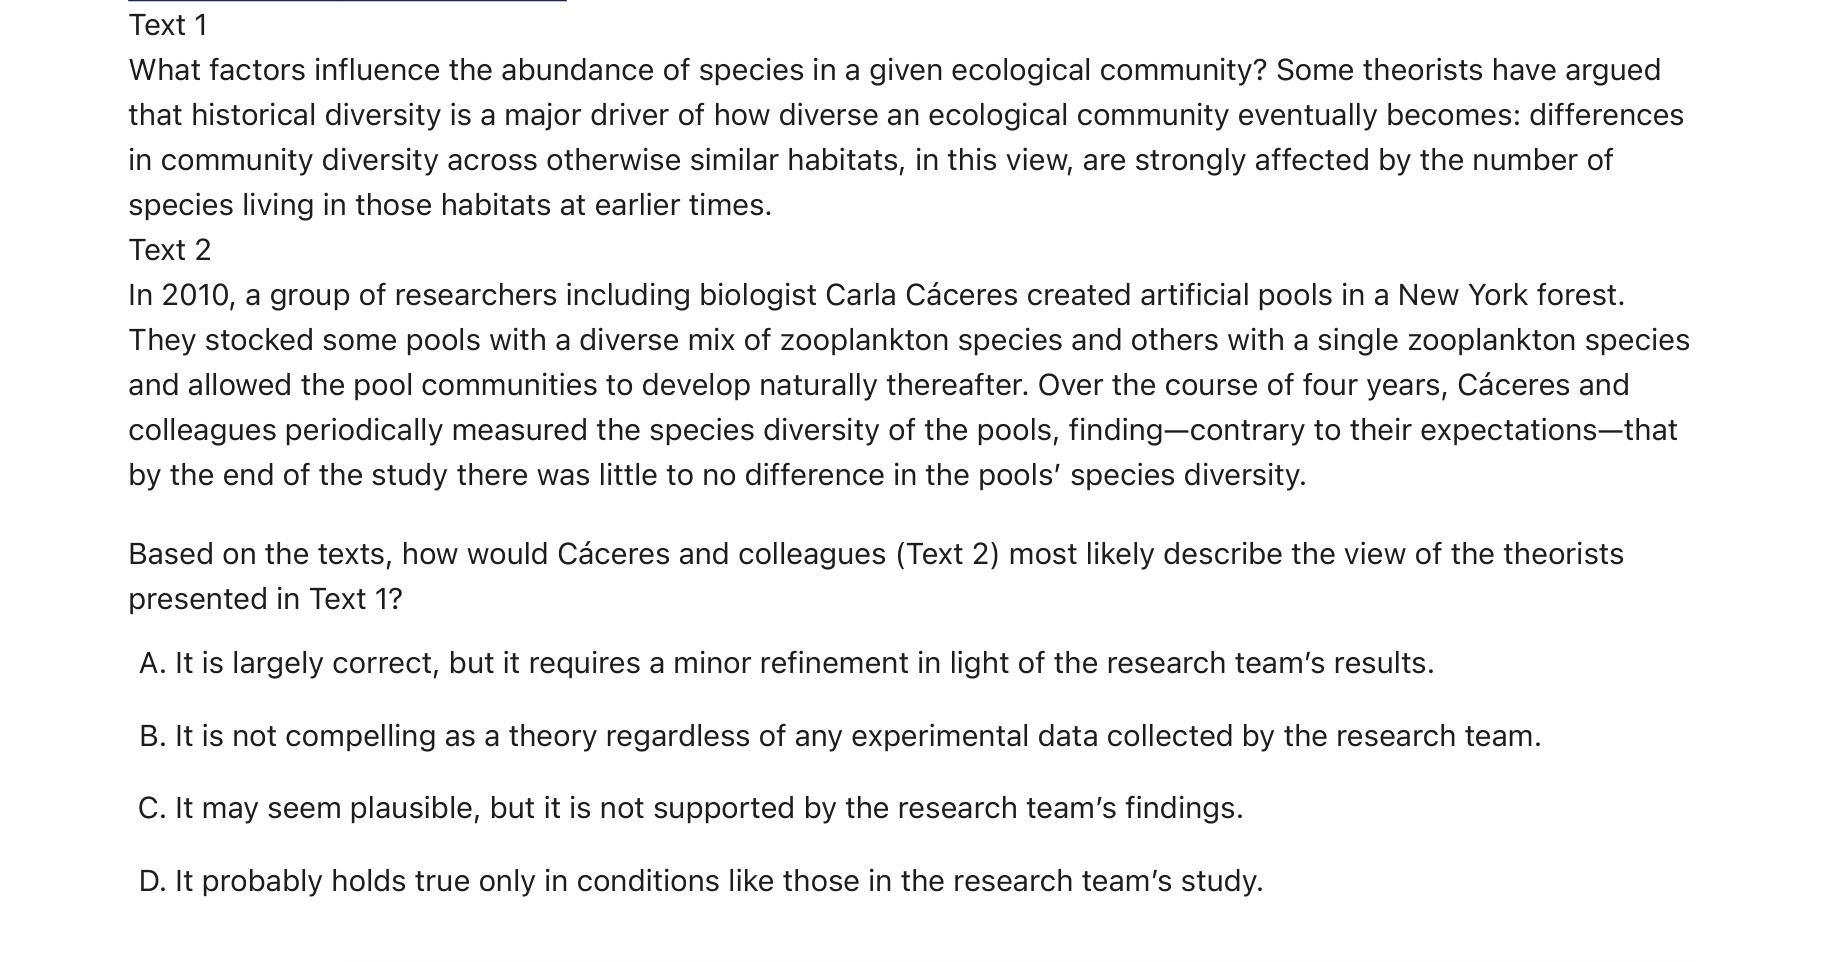 Text 1
What factors influence the abundance of species in a given ecological community? Some theorists have argued
that historical diversity is a major driver of how diverse an ecological community eventually becomes: differences
in community diversity across otherwise similar habitats, in this view, are strongly affected by the number of
species living in those habitats at earlier times.
Text 2
In 2010, a group of researchers including biologist Carla Cáceres created artificial pools in a New York forest.
They stocked some pools with a diverse mix of zooplankton species and others with a single zooplankton species
and allowed the pool communities to develop naturally thereafter. Over the course of four years, Cáceres and
colleagues periodically measured the species diversity of the pools, finding—contrary to their expectations—that
by the end of the study there was little to no difference in the pools’ species diversity.
Based on the texts, how would Cáceres and colleagues (Text 2) most likely describe the view of the theorists
presented in Text 1?
A. It is largely correct, but it requires a minor refinement in light of the research team’s results.
B. It is not compelling as a theory regardless of any experimental data collected by the research team.
C. It may seem plausible, but it is not supported by the research team’s findings.
D. It probably holds true only in conditions like those in the research team’s study.